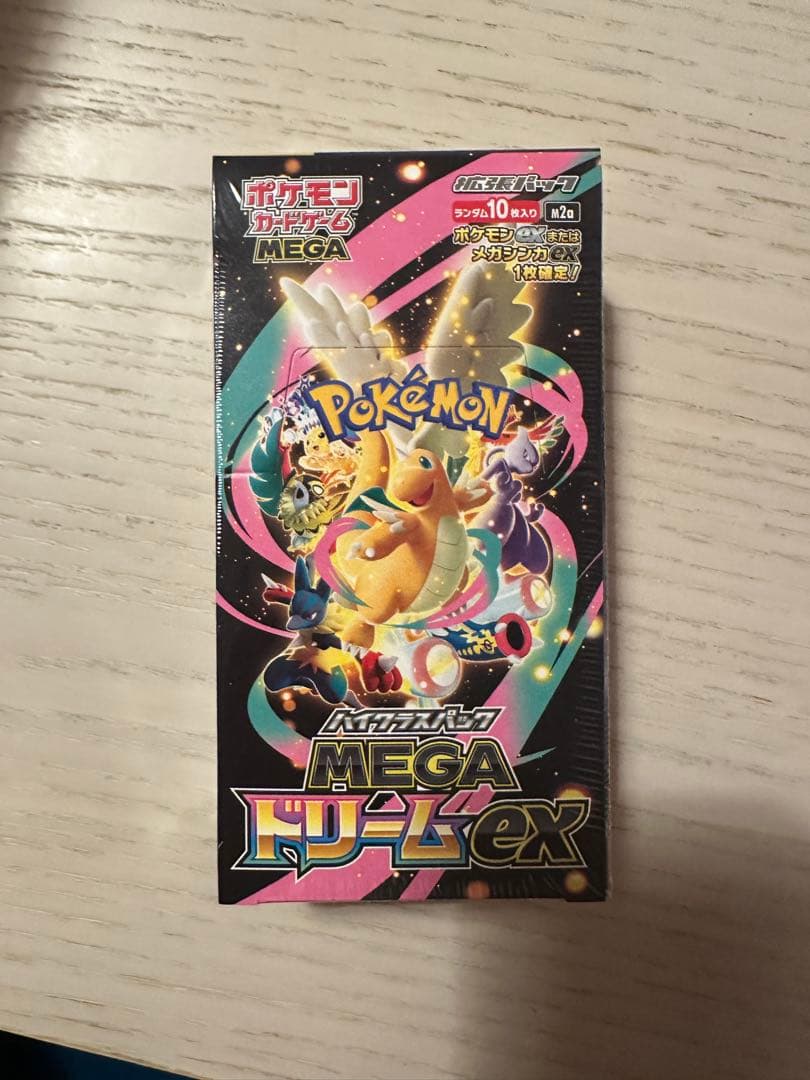 ポケモン
カードゲーム
MEGA
拡張パック
ランダム10枚入り
M2a
ポケモンexまたは
メガシンカex
1枚確定!
POKéMON
ハイクラスパック
MEGA
ドリームex